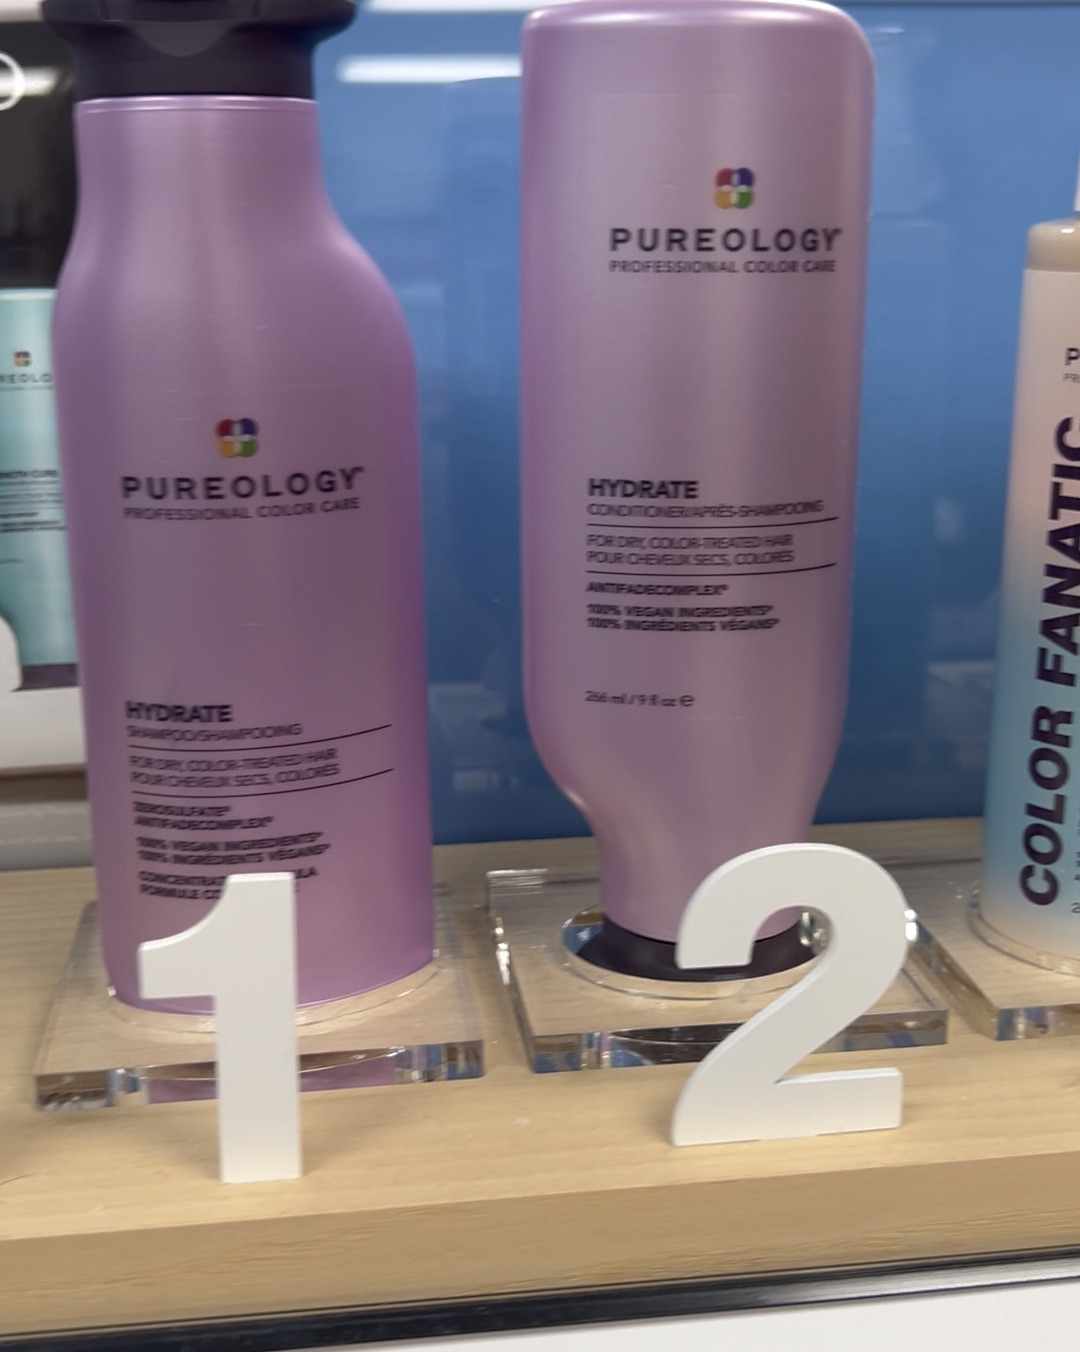 PUREOLOGY
PROFESSIONAL COLOR CARE
HYDRATE
SHAMPOO/SHAMPOOING
FOR DRY, COLOR-TREATED HAIR
POUR CHEVEUX SECS, COLORÉS
ZEROSULFATE®
ANTIFADECOMPLEX®
100% VEGAN INGREDIENTS*
100% INGRÉDIENTS VÉGANS*
1
PUREOLOGY
PROFESSIONAL COLOR CARE
HYDRATE
CONDITIONER/APRÈS-SHAMPOOING
FOR DRY, COLOR-TREATED HAIR
POUR CHEVEUX SECS, COLORÉS
ANTIFADECOMPLEX®
100% VEGAN INGREDIENTS*
100% INGRÉDIENTS VÉGANS*
266 ml / 9 fl oz ℮
2
COLOR FANATIC